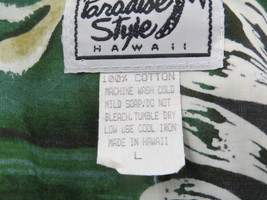 Paradise
Style
HAWAII
100% COTTON
MACHINE WASH COLD
MILD SOAP/DO NOT
BLEACH.TUMBLE DRY
LOW USE COOL IRON
MADE IN HAWAII
L